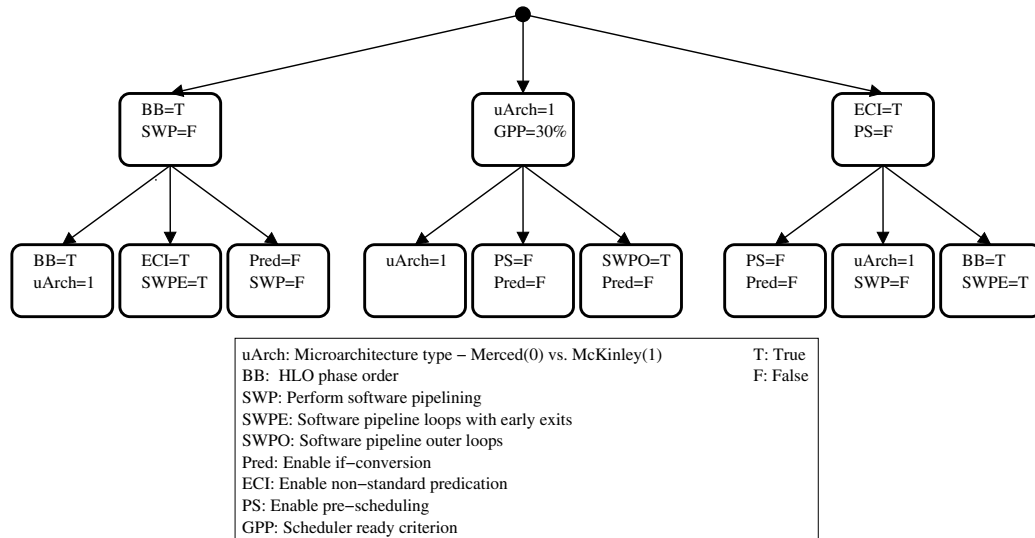 BB=T
SWP=F
uArch=1
GPP=30%
ECI=T
PS=F
BB=T
uArch=1
ECI=T
SWPE=T
Pred=F
SWP=F
uArch=1
PS=F
Pred=F
SWPO=T
Pred=F
PS=F
Pred=F
uArch=1
SWP=F
BB=T
SWPE=T
uArch: Microarchitecture type − Merced(0) vs. McKinley(1) T: True
BB: HLO phase order F: False
SWP: Perform software pipelining
SWPE: Software pipeline loops with early exits
SWPO: Software pipeline outer loops
Pred: Enable if−conversion
ECI: Enable non−standard predication
PS: Enable pre−scheduling
GPP: Scheduler ready criterion